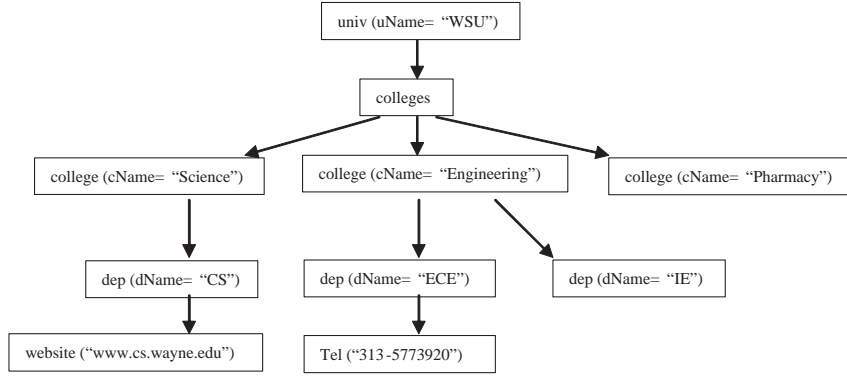 univ (uName= “WSU”)
colleges
college (cName= “Science”)
college (cName= “Engineering”)
college (cName= “Pharmacy”)
dep (dName= “CS”)
dep (dName= “ECE”)
dep (dName= “IE”)
website (“www.cs.wayne.edu”)
Tel (“313-5773920”)